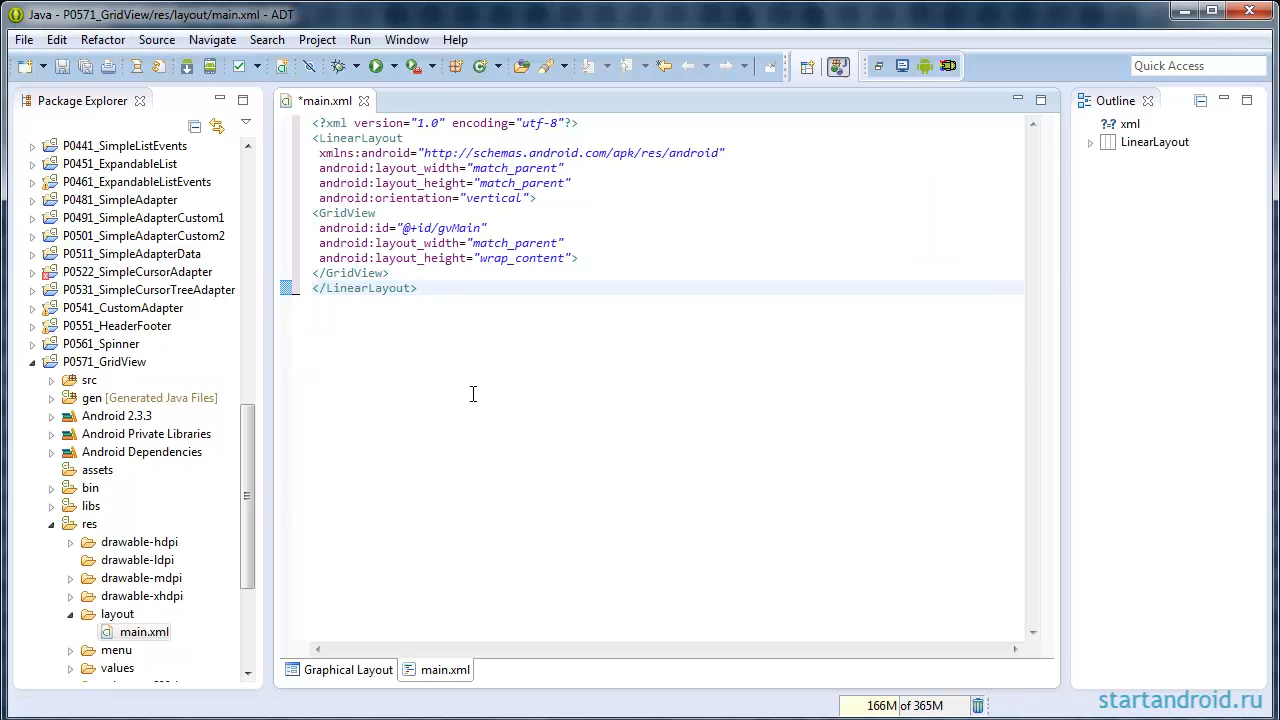 Java - P0571_GridView/res/layout/main.xml - ADT
File Edit Refactor Source Navigate Search Project Run Window Help
Quick Access
Package Explorer
P0441_SimpleListEvents
P0451_ExpandableList
P0461_ExpandableListEvents
P0481_SimpleAdapter
P0491_SimpleAdapterCustom1
P0501_SimpleAdapterCustom2
P0511_SimpleAdapterData
P0522_SimpleCursorAdapter
P0531_SimpleCursorTreeAdapter
P0541_CustomAdapter
P0551_HeaderFooter
P0561_Spinner
P0571_GridView
src
gen [Generated Java Files]
Android 2.3.3
Android Private Libraries
Android Dependencies
assets
bin
libs
res
drawable-hdpi
drawable-ldpi
drawable-mdpi
drawable-xhdpi
layout
main.xml
menu
values
*main.xml
<?xml version="1.0" encoding="utf-8"?>
<LinearLayout
xmlns:android="http://schemas.android.com/apk/res/android"
android:layout_width="match_parent"
android:layout_height="match_parent"
android:orientation="vertical">
<GridView
android:id="@+id/gvMain"
android:layout_width="match_parent"
android:layout_height="wrap_content">
</GridView>
</LinearLayout>
Graphical Layout
main.xml
Outline
xml
LinearLayout
166M of 365M
startandroid.ru